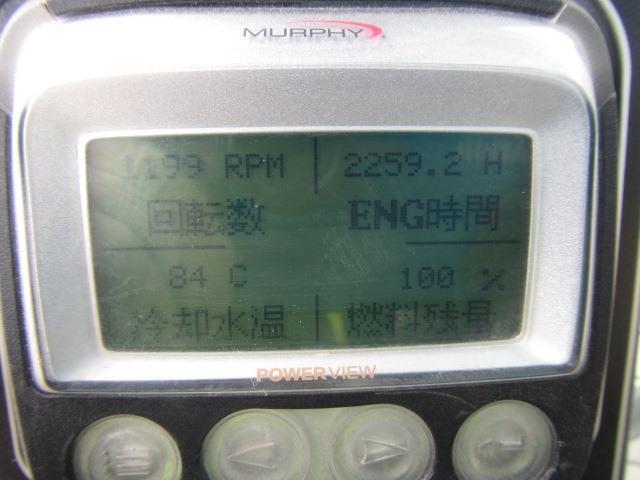 MURPHY
1199 RPM 2259.2 H
回転数 ENG時間
84 C 100 %
冷却水温 燃料残量
POWERVIEW